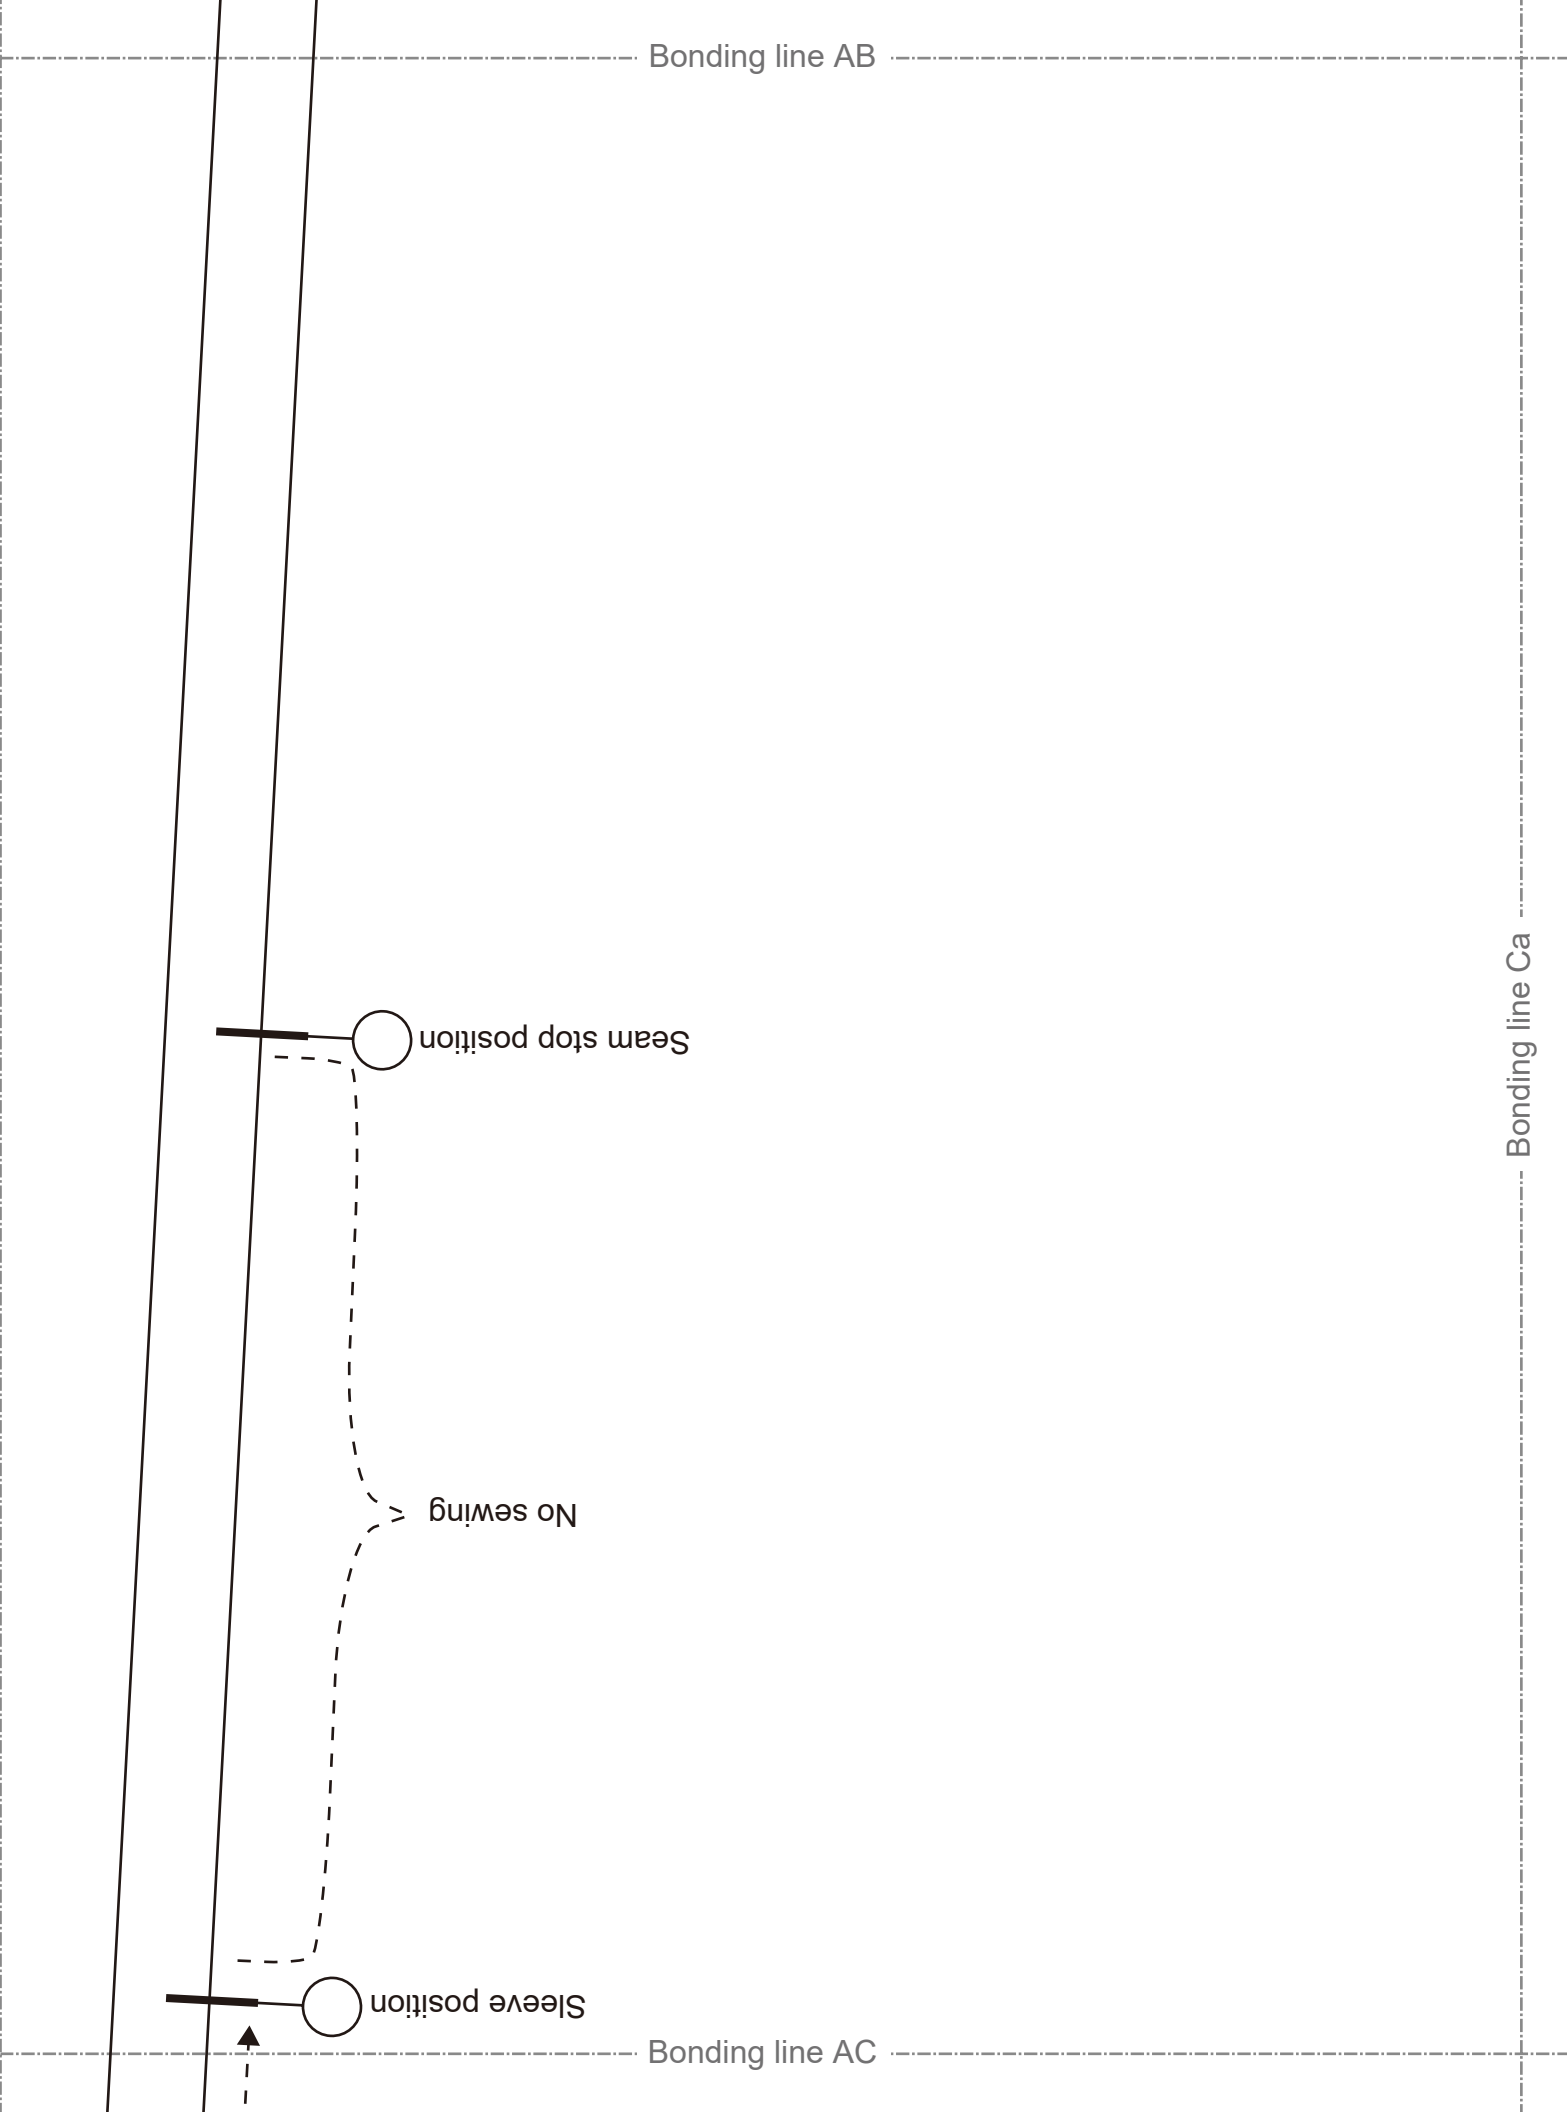 Bonding line AB
Bonding line Ca
Seam stop position
No sewing
Sleeve position
Bonding line AC